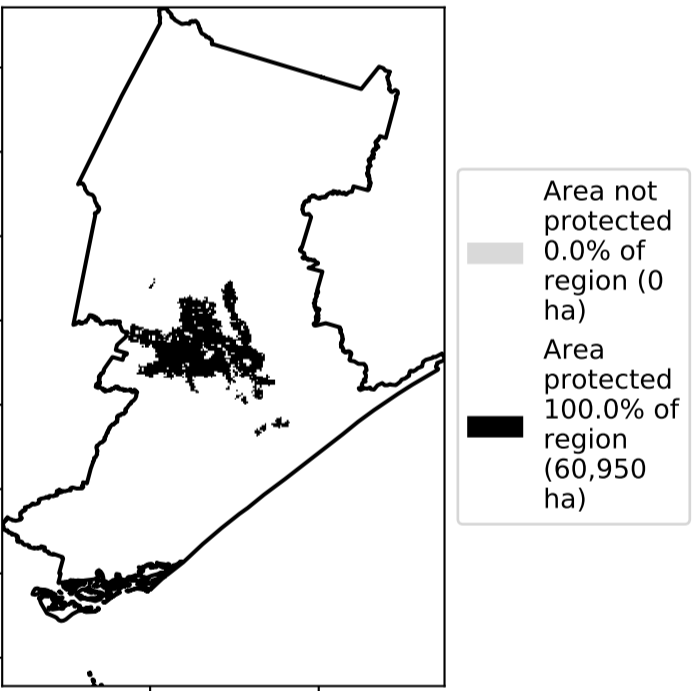 Area not
protected
0.0% of
region (0
ha)
Area
protected
100.0% of
region
(60,950
ha)